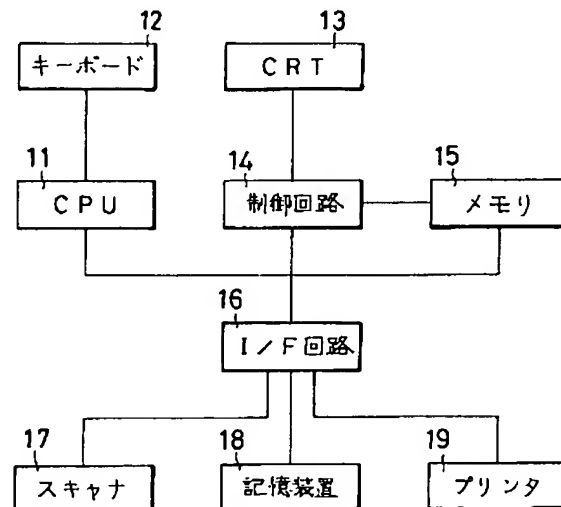 12
キーボード
13
CRT
11
CPU
14
制御回路
15
メモリ
16
I/F回路
17
スキャナ
18
記憶装置
19
プリンタ